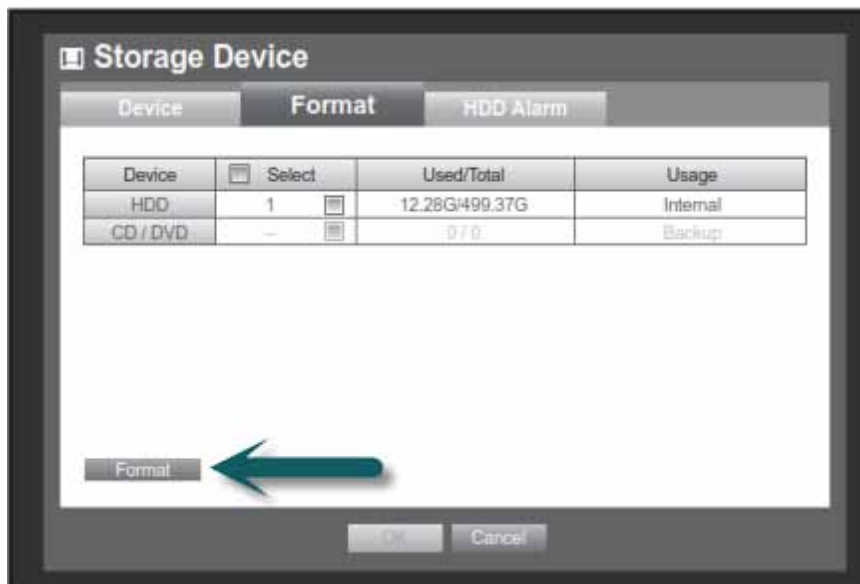 Storage Device
Device Format HDD Alarm
Device Select Used/Total Usage
HDD 1 12.28G/499.37G Internal
CD / DVD – 0 / 0 Backup
Format
OK Cancel